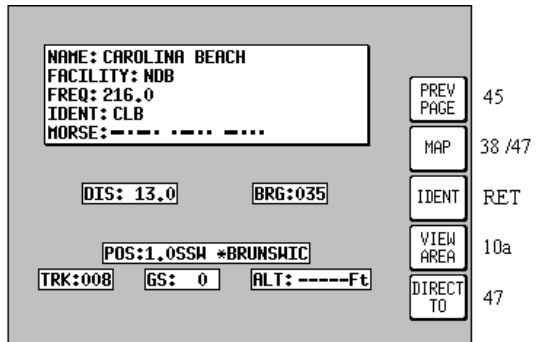 NAME: CAROLINA BEACH
FACILITY: NDB
FREQ: 216.0
IDENT: CLB
MORSE: –·–· ·–·· –···
DIS: 13.0 BRG:035
POS:1.0SSW *BRUNSWIC
TRK:008 GS: 0 ALT: -----Ft
PREV PAGE 45
MAP 38 /47
IDENT RET
VIEW AREA 10a
DIRECT TO 47